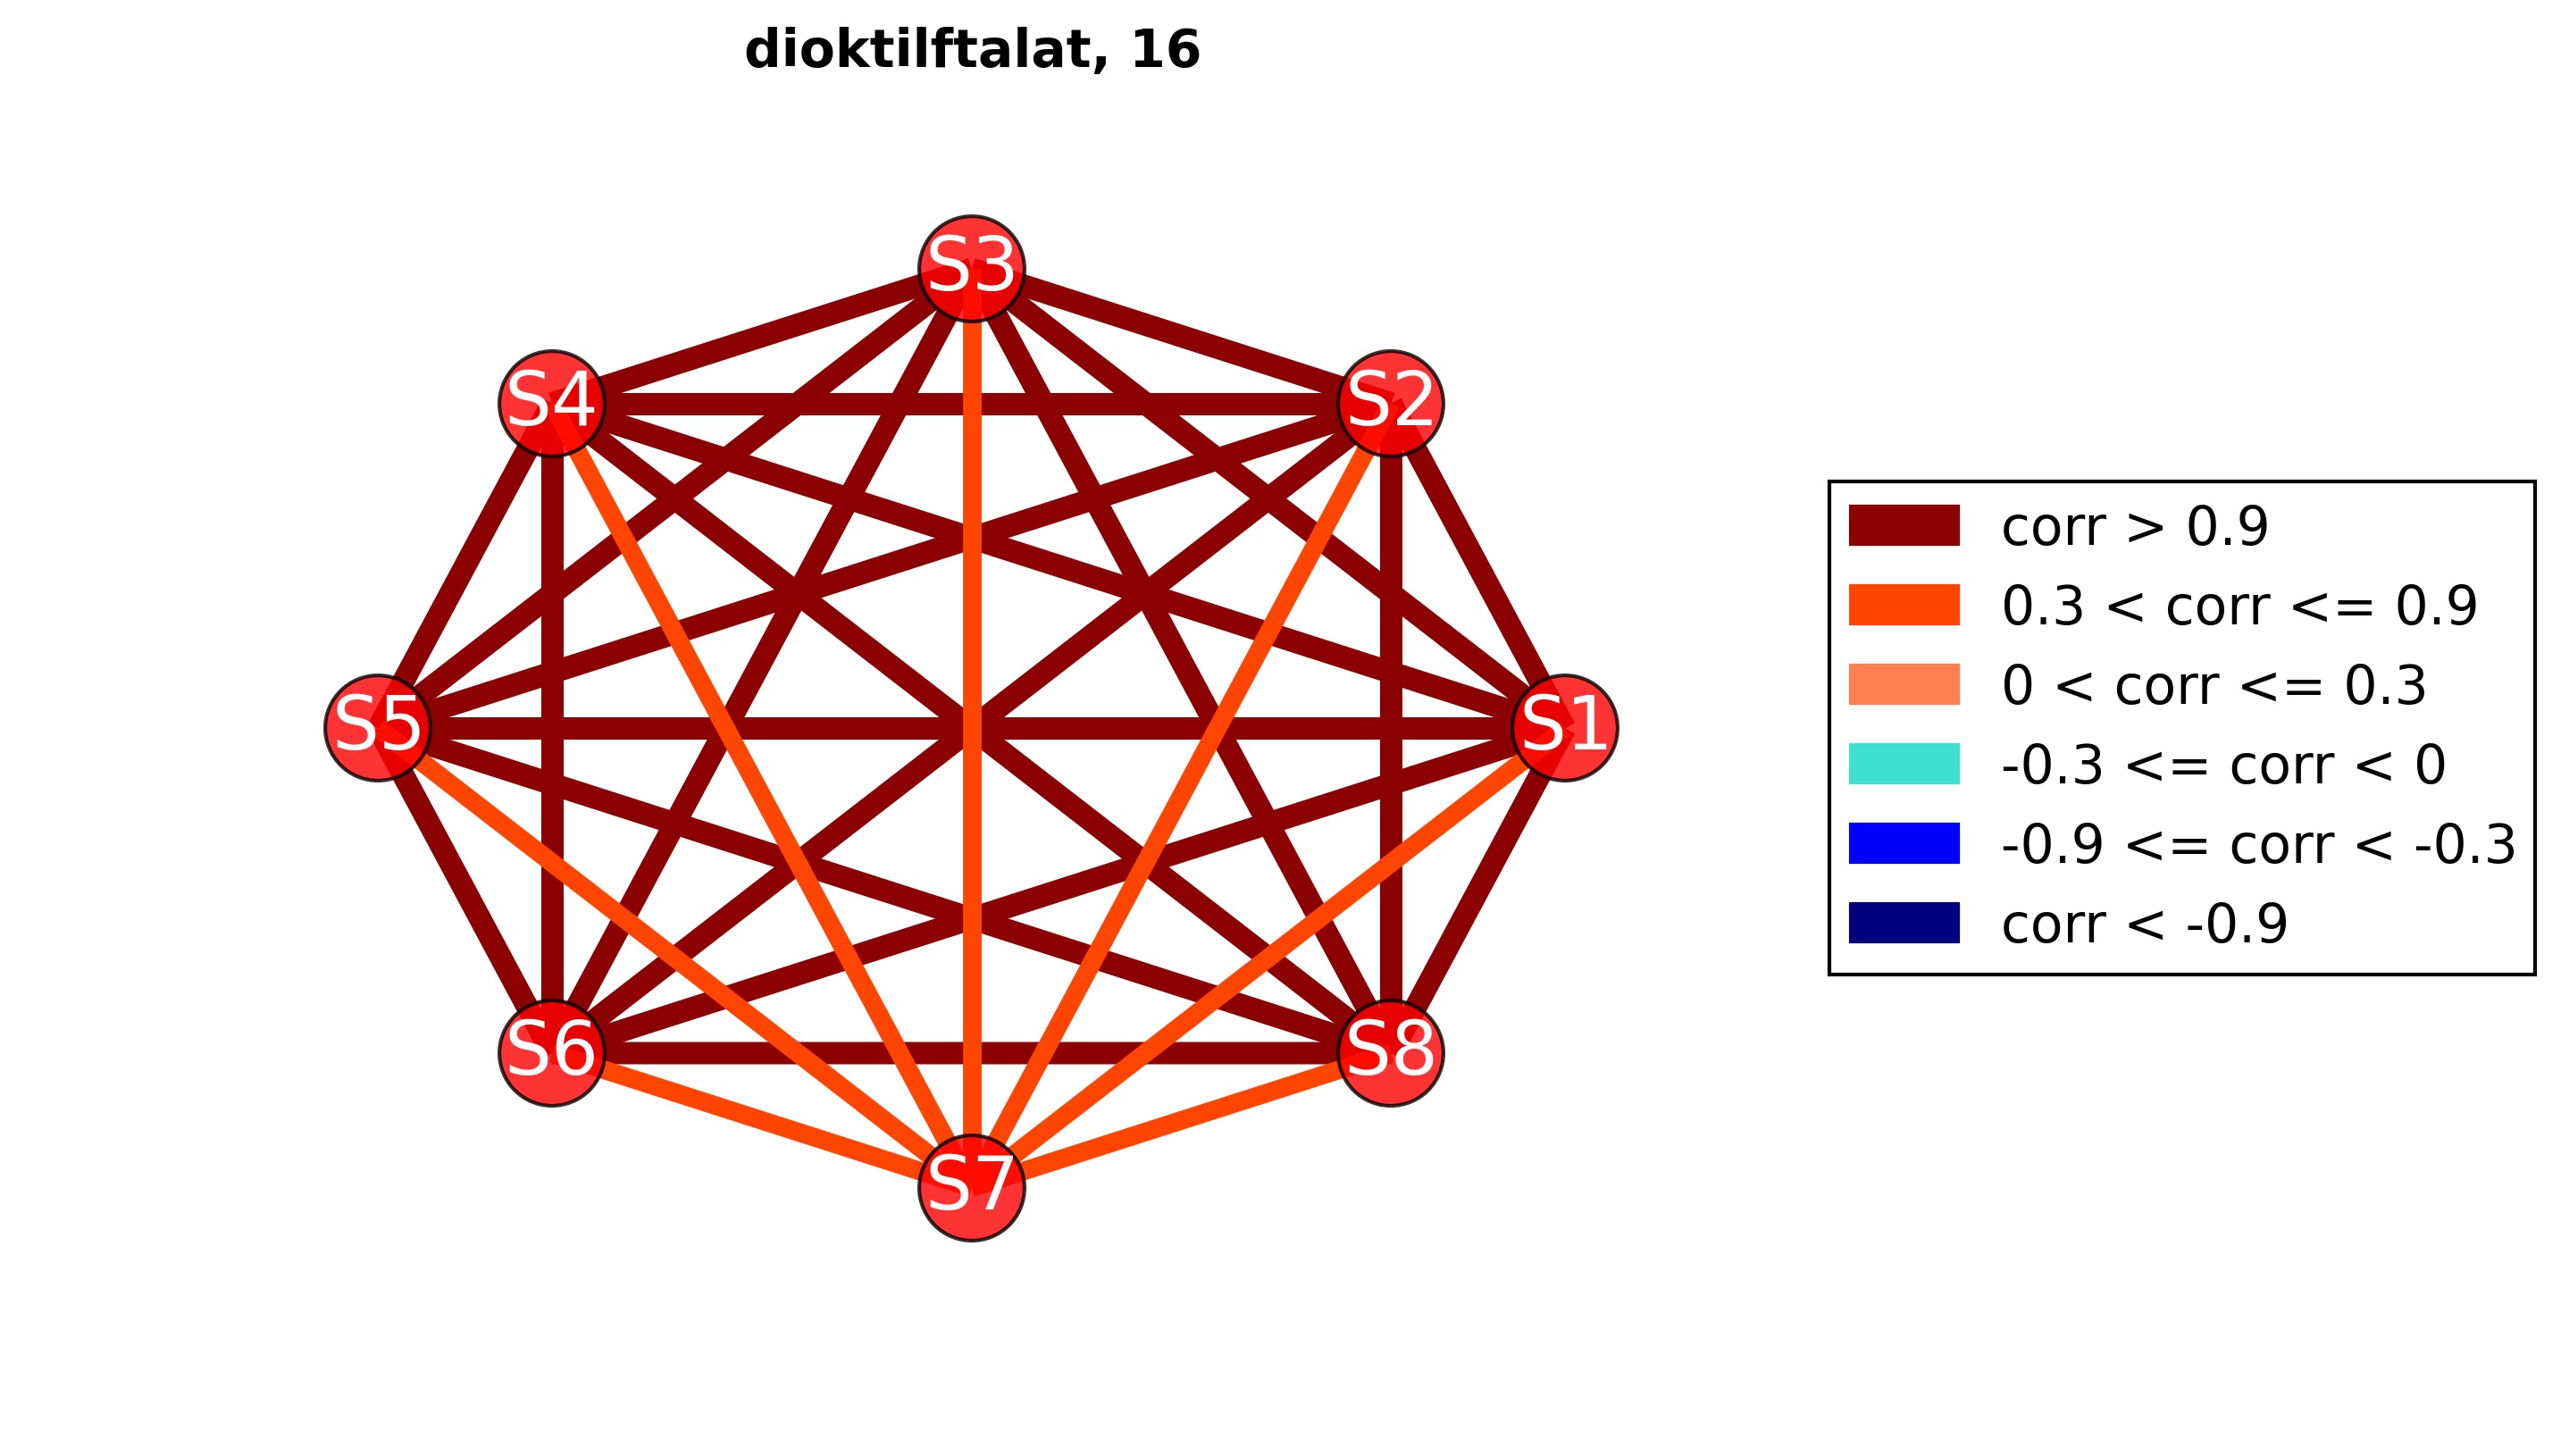 dioktilftalat, 16
S3
S4
S2
S5
S1
S6
S8
S7
corr > 0.9
0.3 < corr <= 0.9
0 < corr <= 0.3
-0.3 <= corr < 0
-0.9 <= corr < -0.3
corr < -0.9